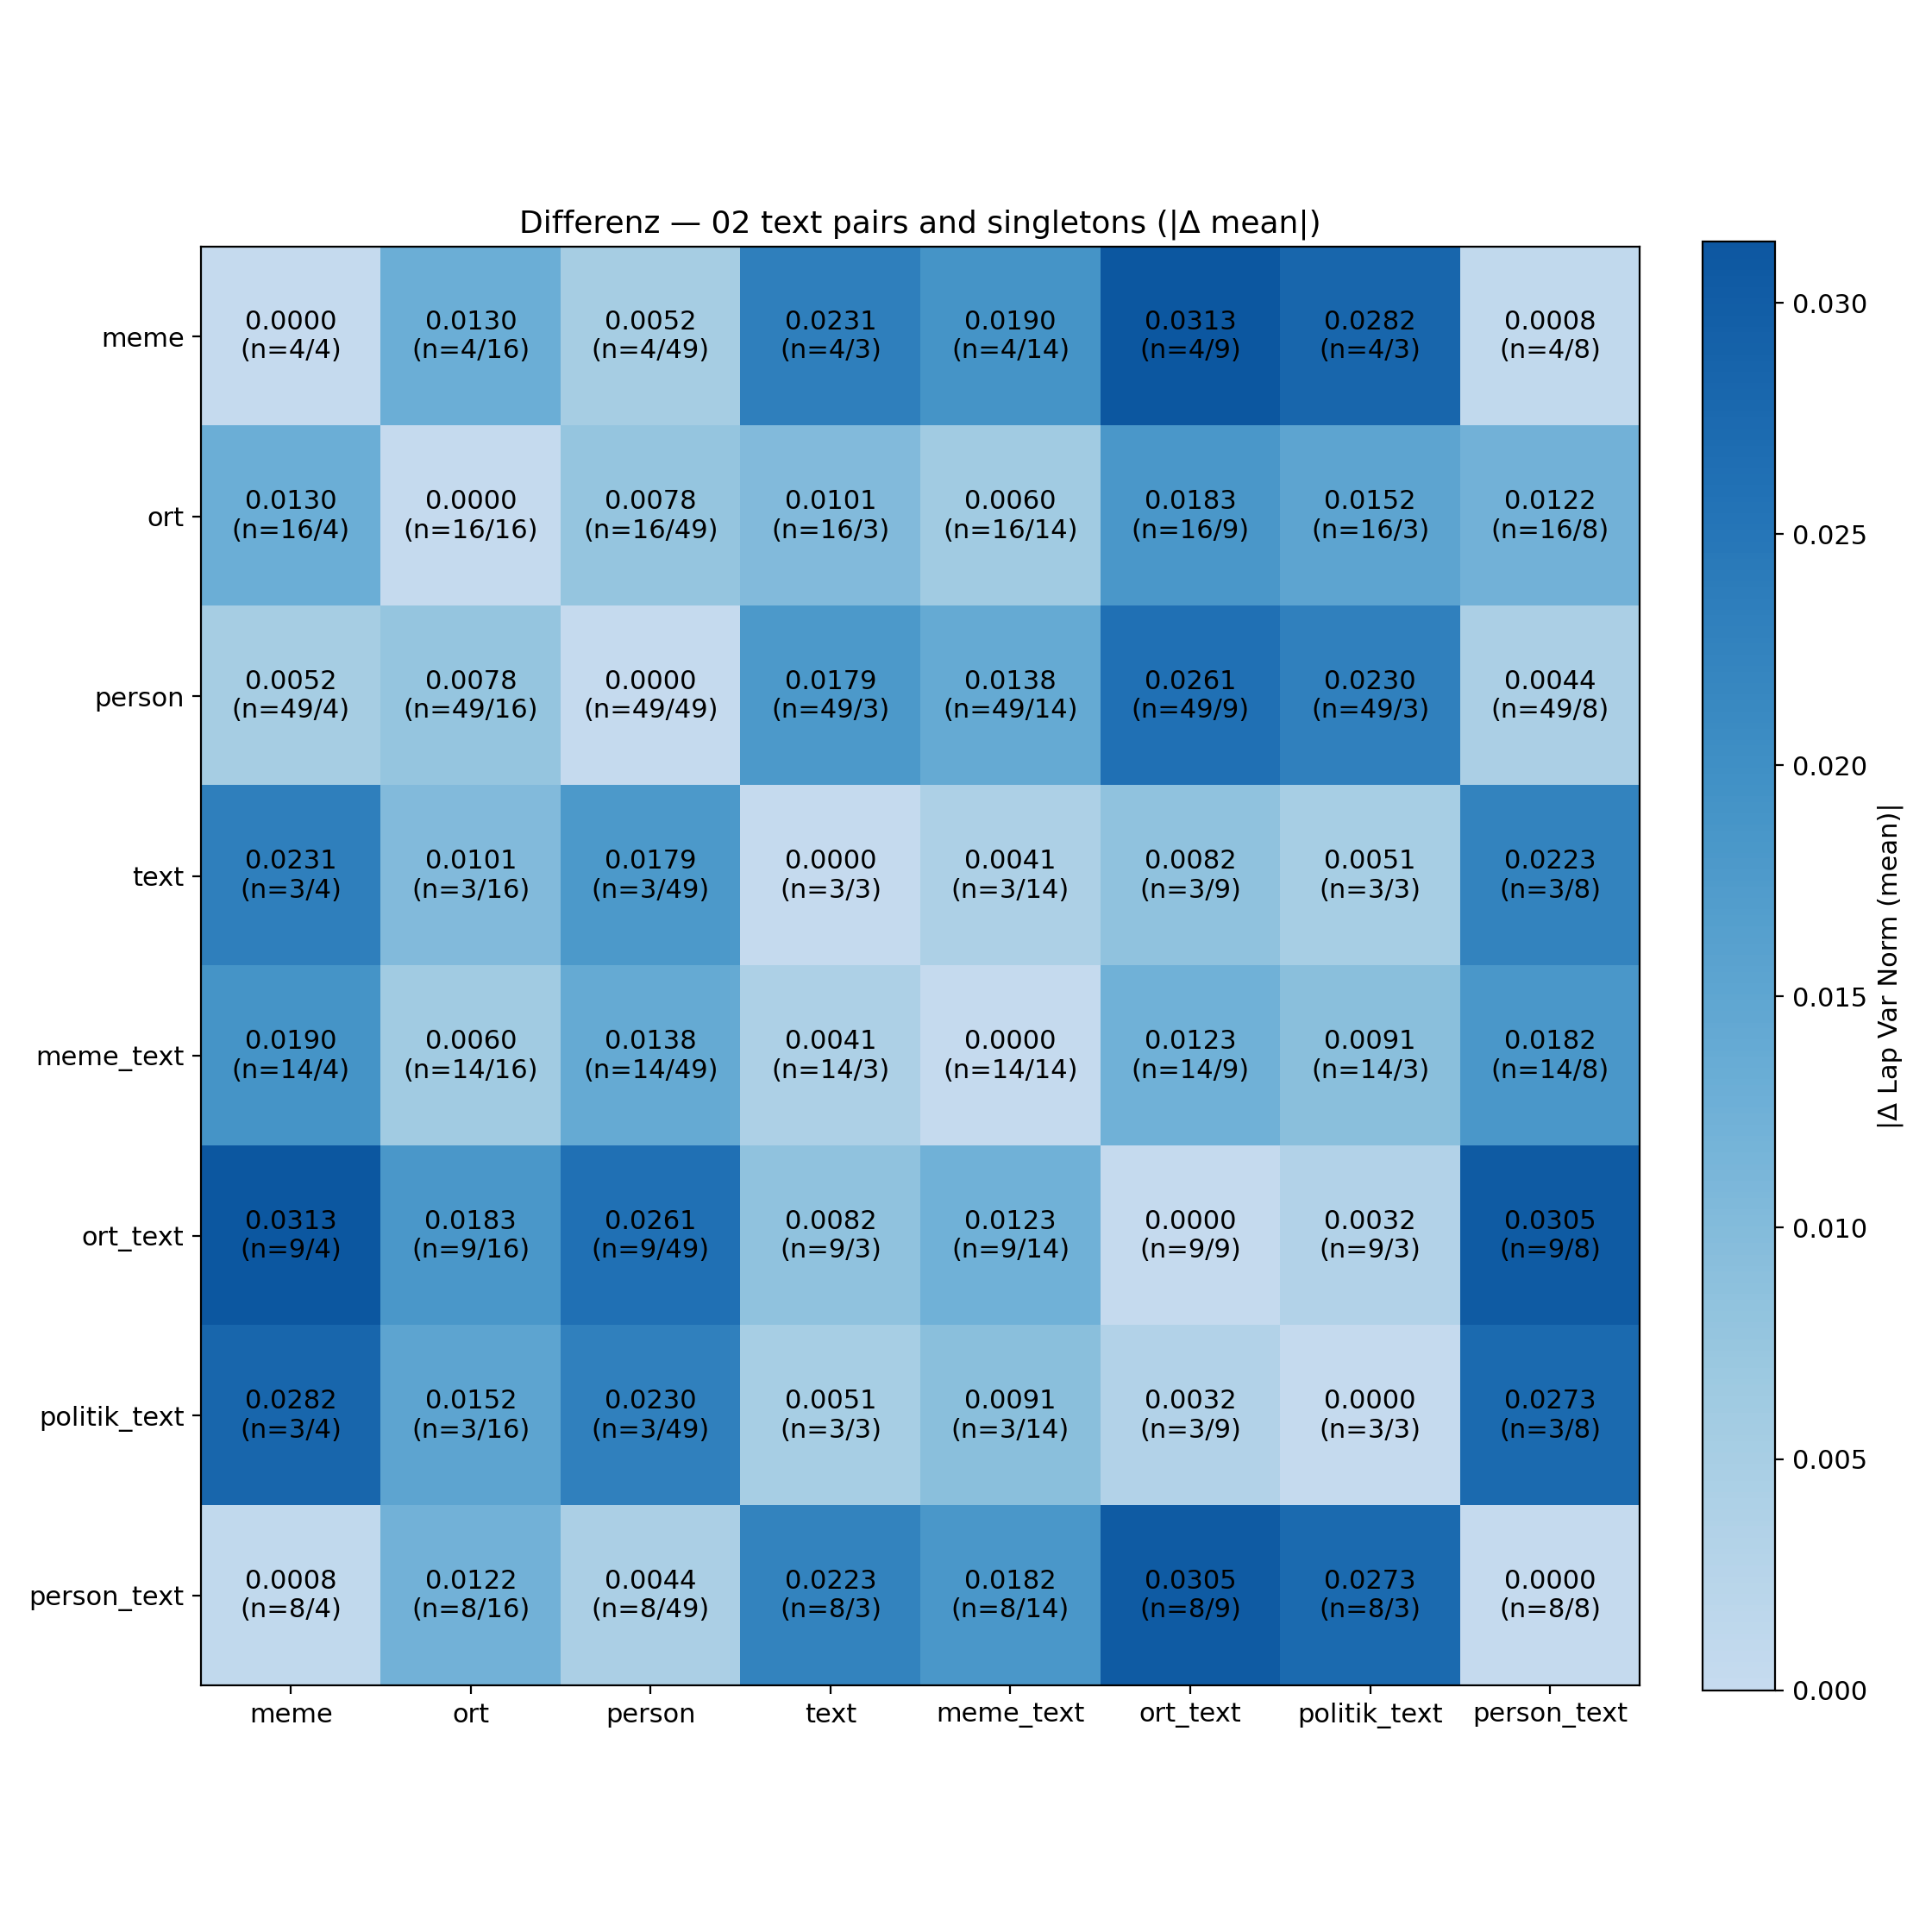 Differenz — 02 text pairs and singletons (|Δ mean|)
meme
0.0000 0.0130 0.0052 0.0231 0.0190 0.0313 0.0282 0.0008
(n=4/4) (n=4/16) (n=4/49) (n=4/3) (n=4/14) (n=4/9) (n=4/3) (n=4/8)
ort
0.0130 0.0000 0.0078 0.0101 0.0060 0.0183 0.0152 0.0122
(n=16/4) (n=16/16) (n=16/49) (n=16/3) (n=16/14) (n=16/9) (n=16/3) (n=16/8)
person
0.0052 0.0078 0.0000 0.0179 0.0138 0.0261 0.0230 0.0044
(n=49/4) (n=49/16) (n=49/49) (n=49/3) (n=49/14) (n=49/9) (n=49/3) (n=49/8)
text
0.0231 0.0101 0.0179 0.0000 0.0041 0.0082 0.0051 0.0223
(n=3/4) (n=3/16) (n=3/49) (n=3/3) (n=3/14) (n=3/9) (n=3/3) (n=3/8)
meme_text
0.0190 0.0060 0.0138 0.0041 0.0000 0.0123 0.0091 0.0182
(n=14/4) (n=14/16) (n=14/49) (n=14/3) (n=14/14) (n=14/9) (n=14/3) (n=14/8)
ort_text
0.0313 0.0183 0.0261 0.0082 0.0123 0.0000 0.0032 0.0305
(n=9/4) (n=9/16) (n=9/49) (n=9/3) (n=9/14) (n=9/9) (n=9/3) (n=9/8)
politik_text
0.0282 0.0152 0.0230 0.0051 0.0091 0.0032 0.0000 0.0273
(n=3/4) (n=3/16) (n=3/49) (n=3/3) (n=3/14) (n=3/9) (n=3/3) (n=3/8)
person_text
0.0008 0.0122 0.0044 0.0223 0.0182 0.0305 0.0273 0.0000
(n=8/4) (n=8/16) (n=8/49) (n=8/3) (n=8/14) (n=8/9) (n=8/3) (n=8/8)
meme ort person text meme_text ort_text politik_text person_text
0.030
0.025
0.020
0.015
0.010
0.005
0.000
|Δ Lap Var Norm (mean)|